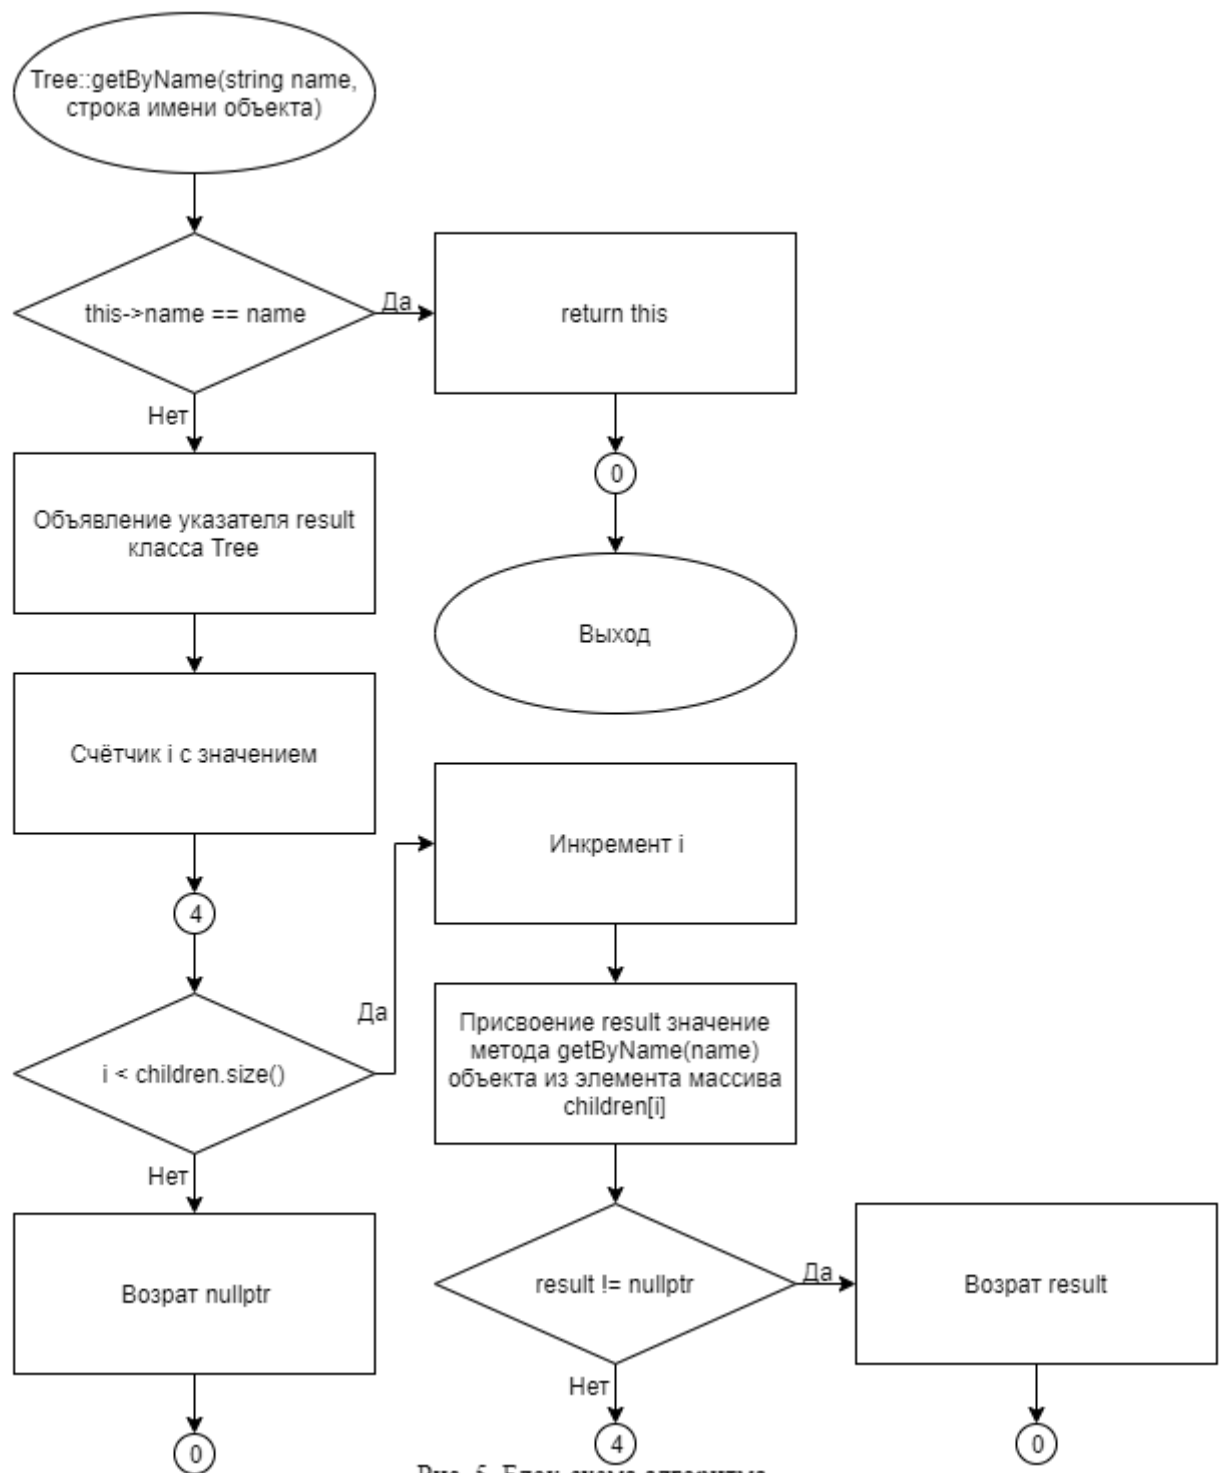 Tree::getByName(string name,
строка имени объекта)
this->name == name
Да
return this
Нет
0
Объявление указателя result
класса Tree
Выход
Счётчик i с значением
Инкремент i
4
Да
i < children.size()
Присвоение result значение
метода getByName(name)
объекта из элемента массива
children[i]
Нет
Возрат nullptr
result != nullptr
Да
Возрат result
Нет
0
4
0